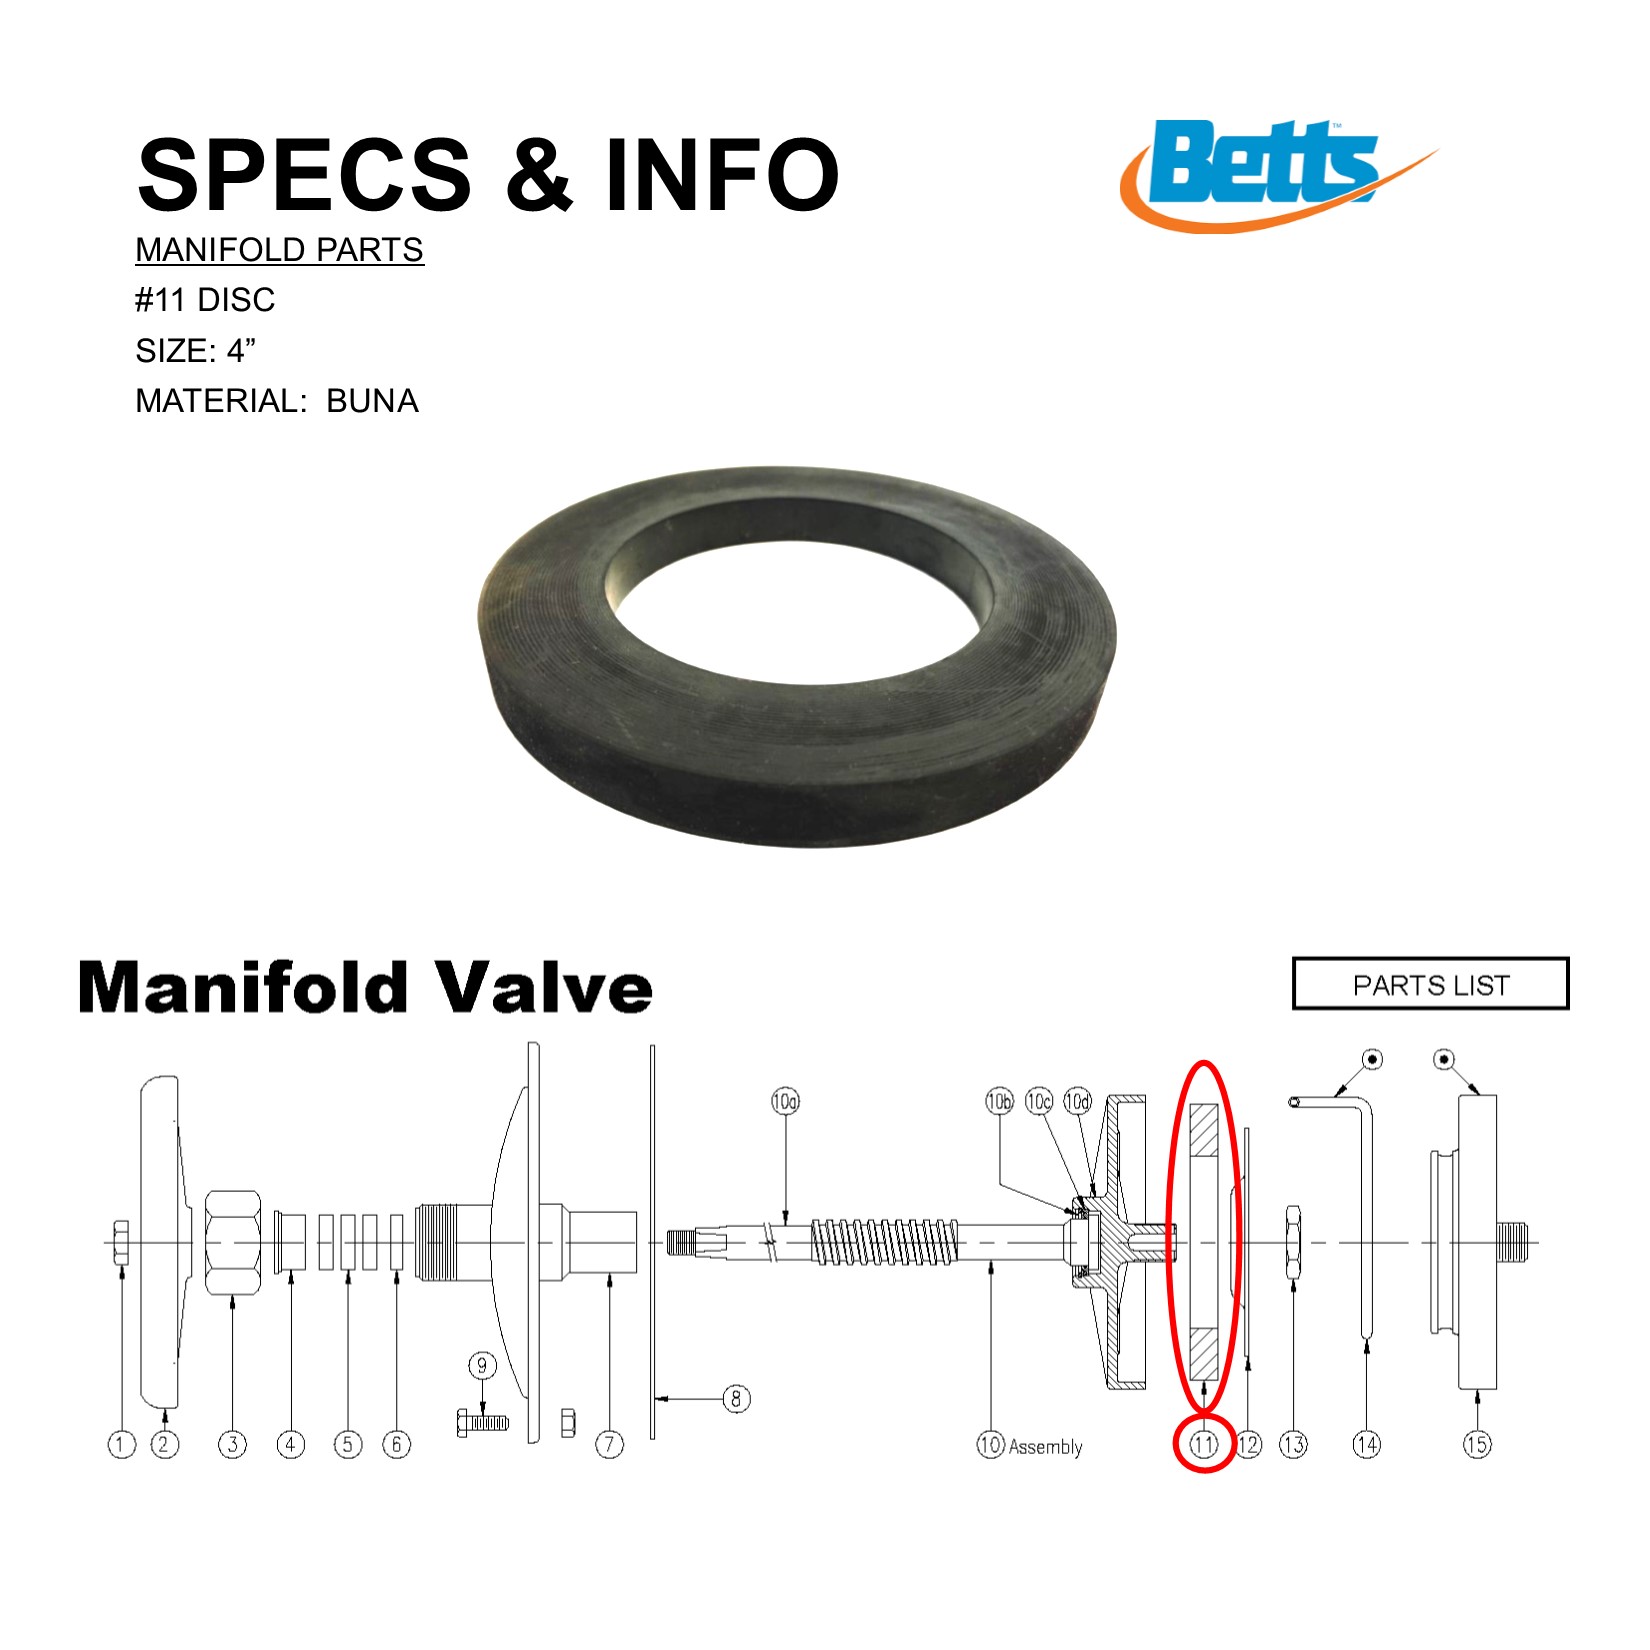 SPECS & INFO
Betts™
MANIFOLD PARTS
#11 DISC
SIZE: 4”
MATERIAL: BUNA
Manifold Valve
PARTS LIST
10a
10b 10c 10d
9
8
1 2 3 4 5 6 7 10 Assembly 11 12 13 14 15